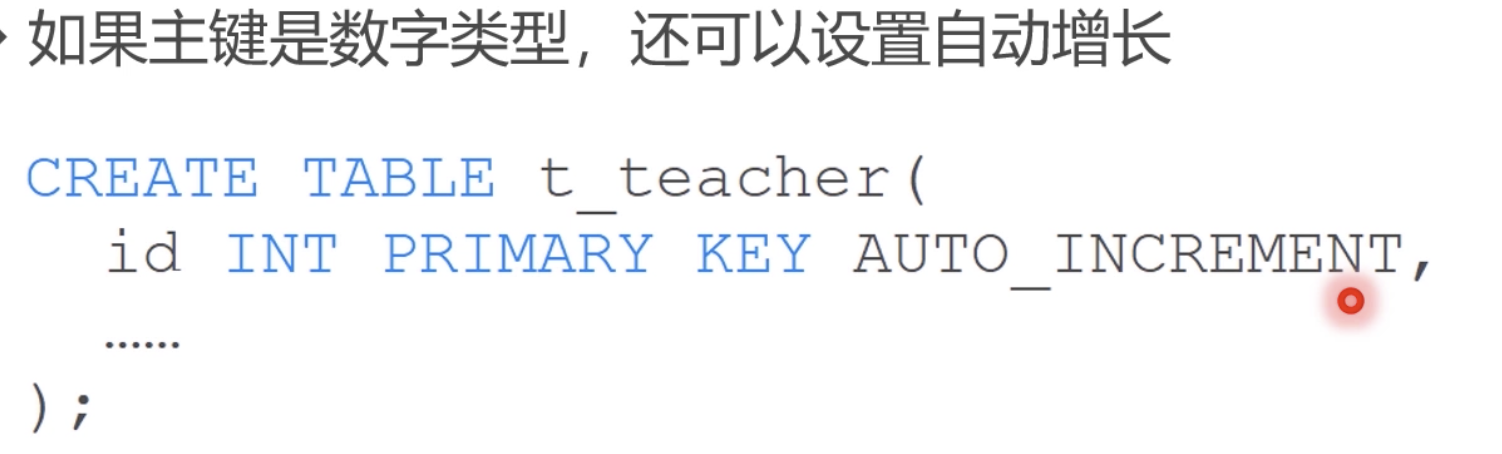 如果主键是数字类型，还可以设置自动增长
CREATE TABLE t_teacher(
id INT PRIMARY KEY AUTO_INCREMENT,
……
);